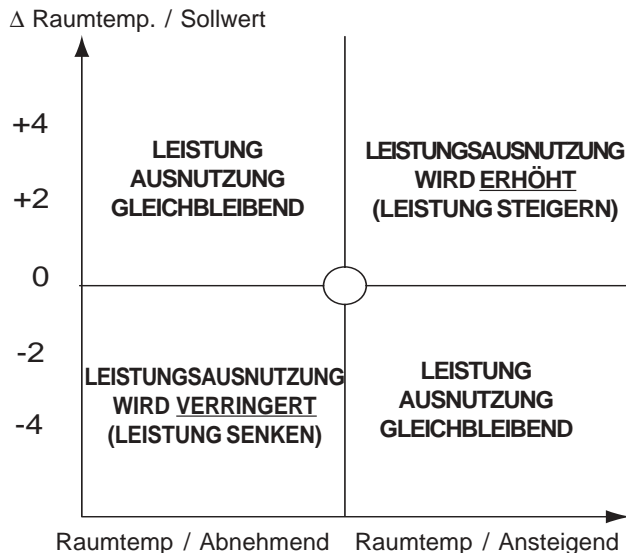 Δ Raumtemp. / Sollwert
+4
LEISTUNG
AUSNUTZUNG
GLEICHBLEIBEND
LEISTUNGSAUSNUTZUNG
WIRD ERHÖHT
(LEISTUNG STEIGERN)
+2
0
-2
LEISTUNGSAUSNUTZUNG
WIRD VERRINGERT
(LEISTUNG SENKEN)
LEISTUNG
AUSNUTZUNG
GLEICHBLEIBEND
-4
Raumtemp / Abnehmend
Raumtemp / Ansteigend